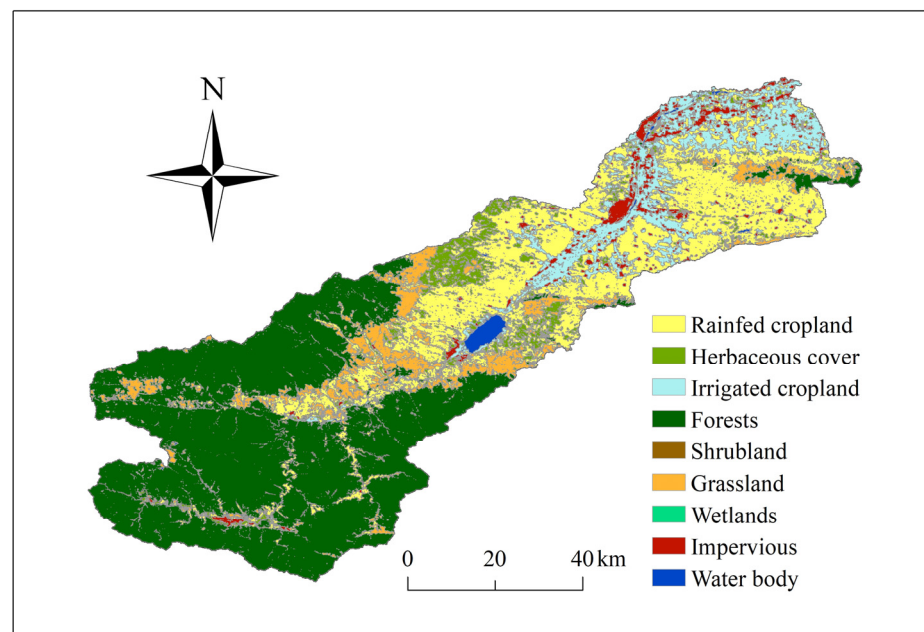 N
Rainfed cropland
Herbaceous cover
Irrigated cropland
Forests
Shrubland
Grassland
Wetlands
Impervious
Water body
0 20 40 km